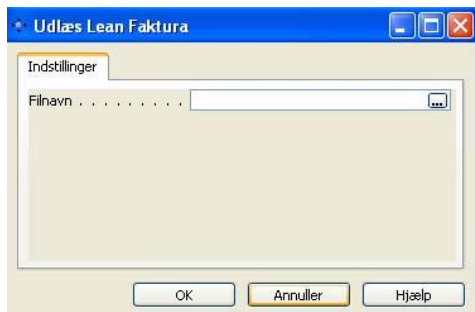 Udlæs Lean Faktura
Indstillinger
Filnavn . . . . . . . . . ...
OK Annuller Hjælp